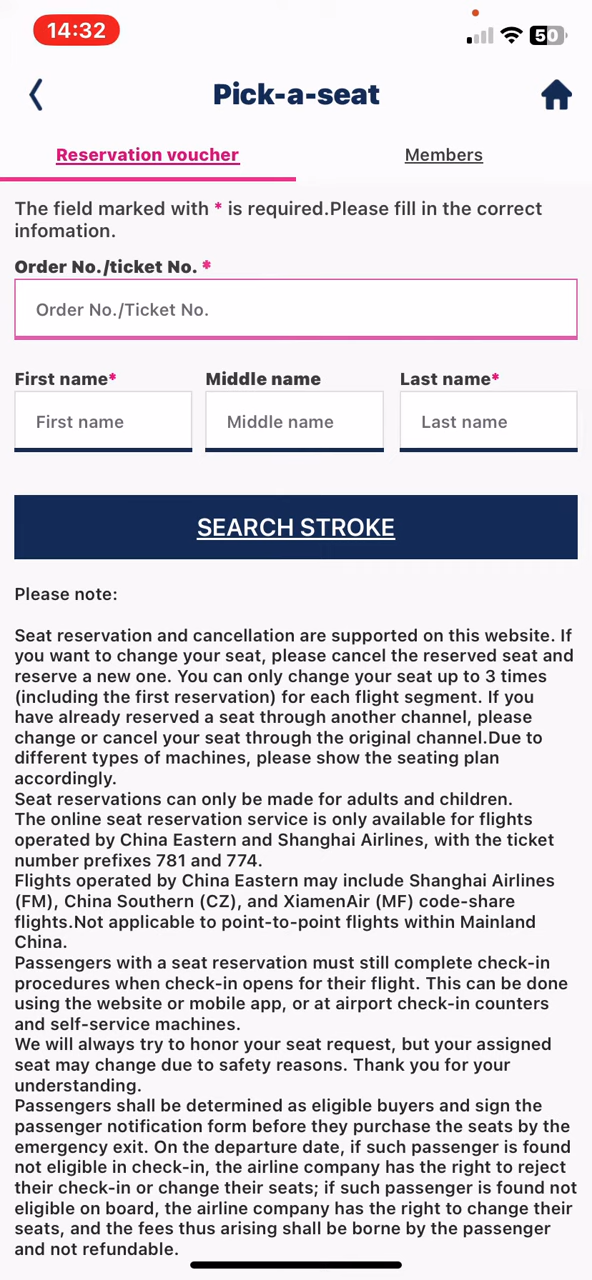 14:32
50
Pick-a-seat
Reservation voucher
Members
The field marked with * is required.Please fill in the correct
infomation.
Order No./ticket No. *
Order No./Ticket No.
First name*
Middle name
Last name*
First name
Middle name
Last name
SEARCH STROKE
Please note:
Seat reservation and cancellation are supported on this website. If
you want to change your seat, please cancel the reserved seat and
reserve a new one. You can only change your seat up to 3 times
(including the first reservation) for each flight segment. If you
have already reserved a seat through another channel, please
change or cancel your seat through the original channel.Due to
different types of machines, please show the seating plan
accordingly.
Seat reservations can only be made for adults and children.
The online seat reservation service is only available for flights
operated by China Eastern and Shanghai Airlines, with the ticket
number prefixes 781 and 774.
Flights operated by China Eastern may include Shanghai Airlines
(FM), China Southern (CZ), and XiamenAir (MF) code-share
flights.Not applicable to point-to-point flights within Mainland
China.
Passengers with a seat reservation must still complete check-in
procedures when check-in opens for their flight. This can be done
using the website or mobile app, or at airport check-in counters
and self-service machines.
We will always try to honor your seat request, but your assigned
seat may change due to safety reasons. Thank you for your
understanding.
Passengers shall be determined as eligible buyers and sign the
passenger notification form before they purchase the seats by the
emergency exit. On the departure date, if such passenger is found
not eligible in check-in, the airline company has the right to reject
their check-in or change their seats; if such passenger is found not
eligible on board, the airline company has the right to change their
seats, and the fees thus arising shall be borne by the passenger
and not refundable.